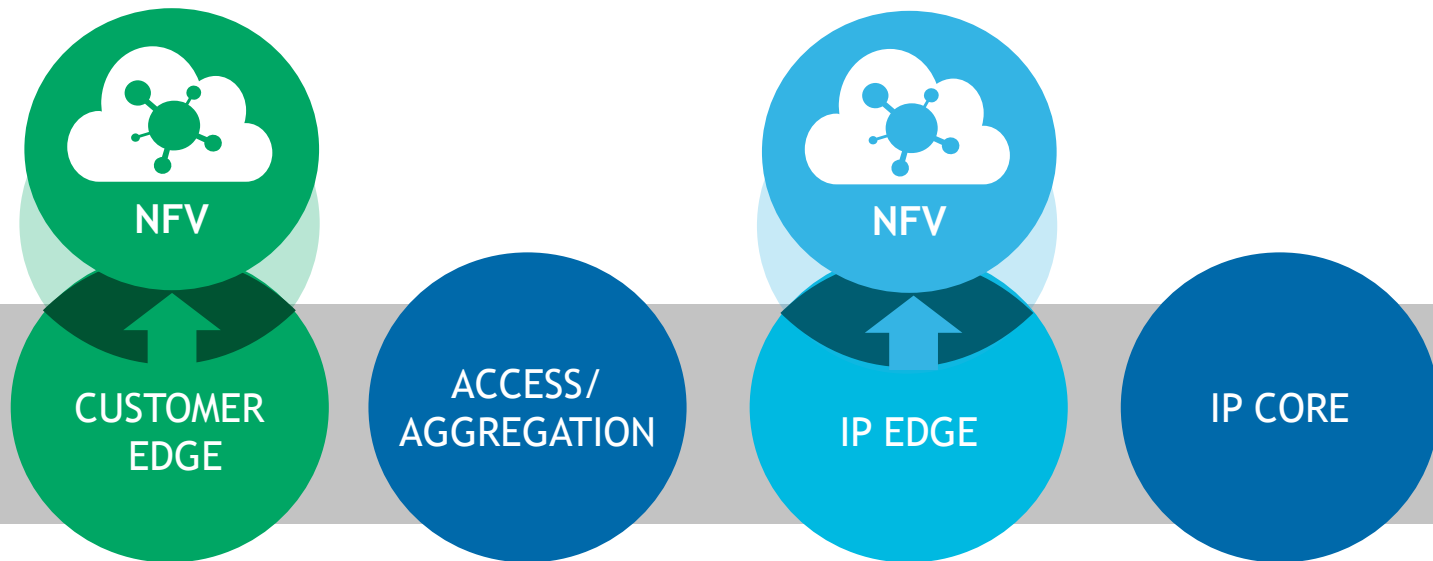 NFV
NFV
CUSTOMER
EDGE
ACCESS/
AGGREGATION
IP EDGE
IP CORE